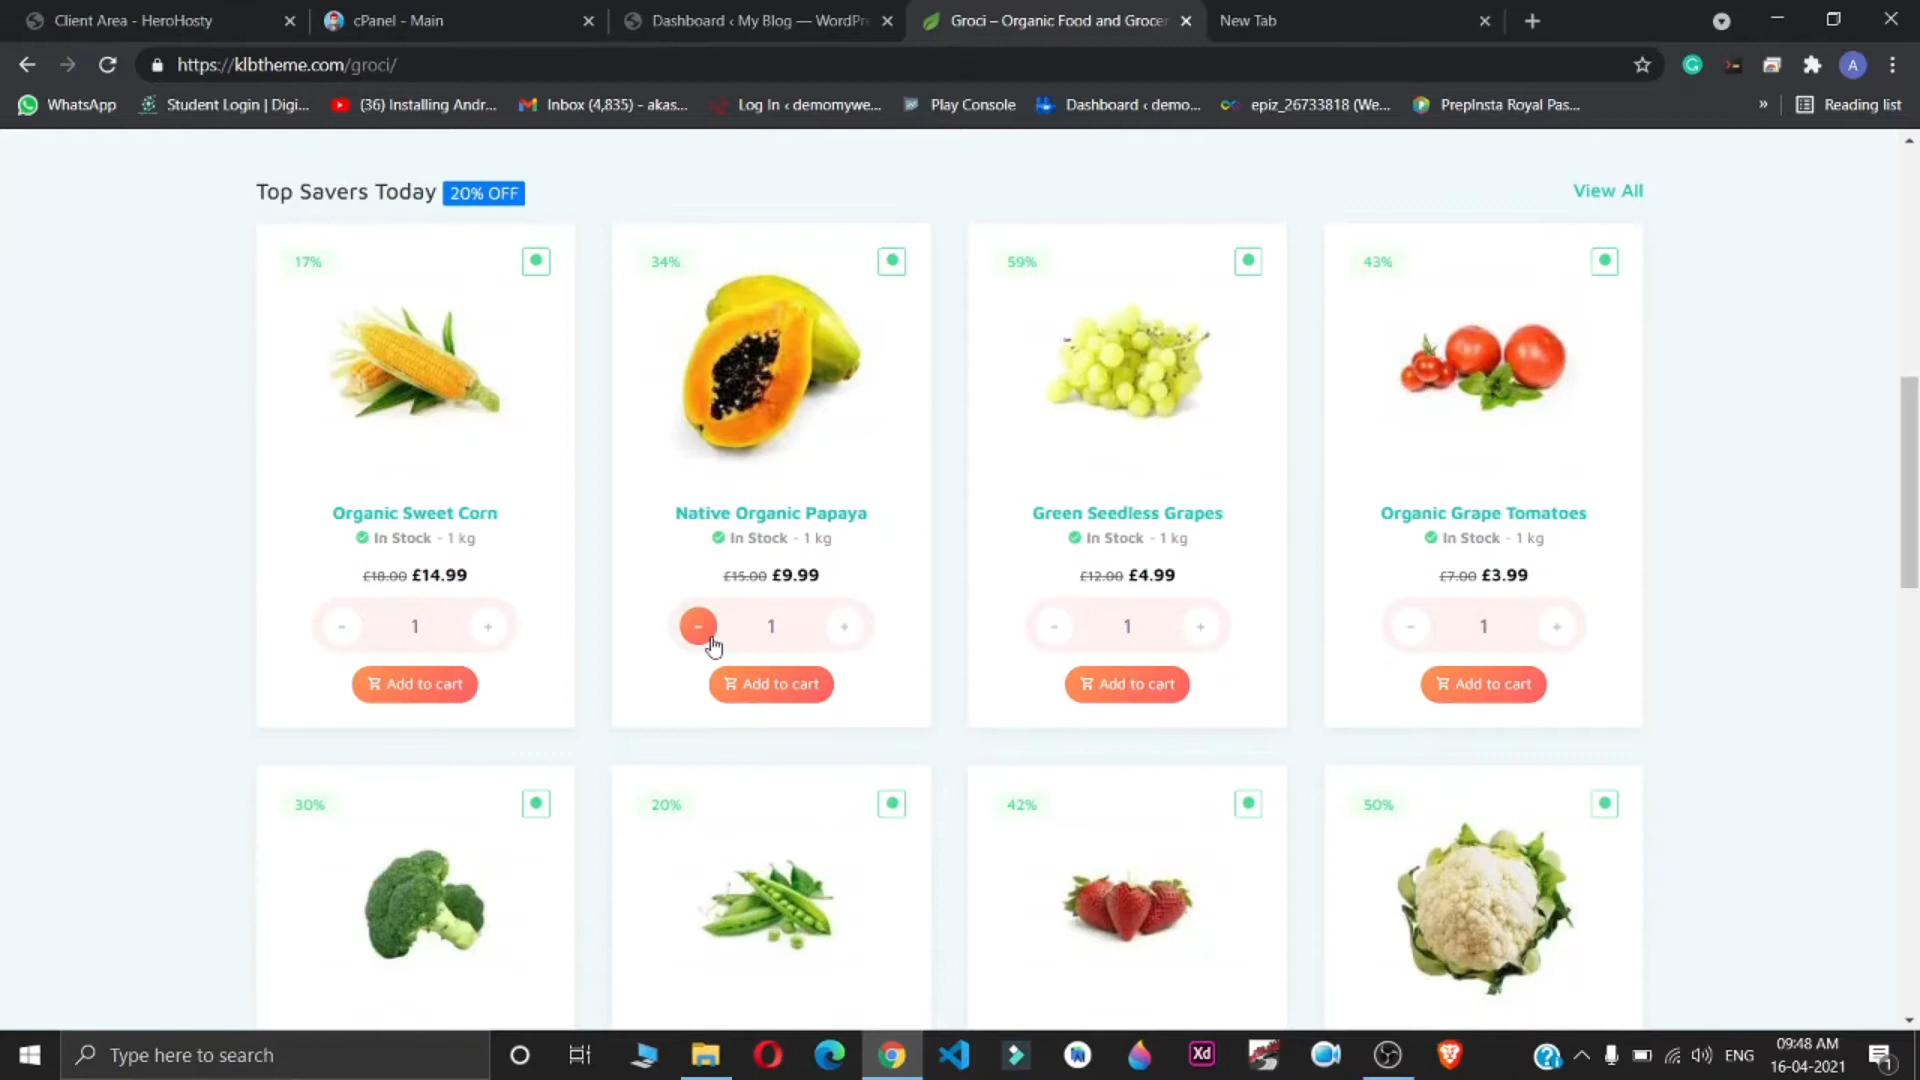 Client Area - HeroHosty
cPanel - Main
Dashboard ‹ My Blog — WordPr
Groci – Organic Food and Grocer
New Tab
https://klbtheme.com/groci/
A
WhatsApp
Student Login | Digi...
(36) Installing Andr...
Inbox (4,835) - akas...
Log In ‹ demomywe...
Play Console
Dashboard ‹ demo...
epiz_26733818 (We...
PrepInsta Royal Pas...
»
Reading list
Top Savers Today 20% OFF
View All
17%
34%
59%
43%
Organic Sweet Corn
In Stock - 1 kg
£18.00 £14.99
- 1 +
Add to cart
Native Organic Papaya
In Stock - 1 kg
£15.00 £9.99
- 1 +
Add to cart
Green Seedless Grapes
In Stock - 1 kg
£12.00 £4.99
- 1 +
Add to cart
Organic Grape Tomatoes
In Stock - 1 kg
£7.00 £3.99
- 1 +
Add to cart
30%
20%
42%
50%
Type here to search
Xd
ENG
09:48 AM
16-04-2021
1